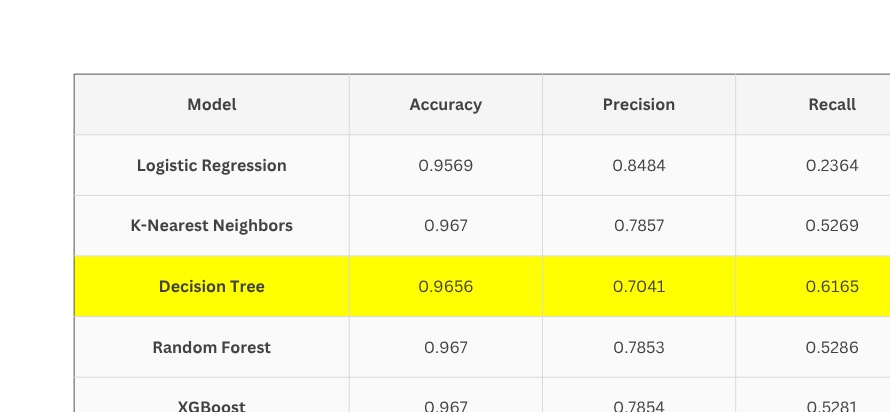 Model Accuracy Precision Recall
Logistic Regression 0.9569 0.8484 0.2364
K-Nearest Neighbors 0.967 0.7857 0.5269
Decision Tree 0.9656 0.7041 0.6165
Random Forest 0.967 0.7853 0.5286
XGBoost 0.967 0.7854 0.5281